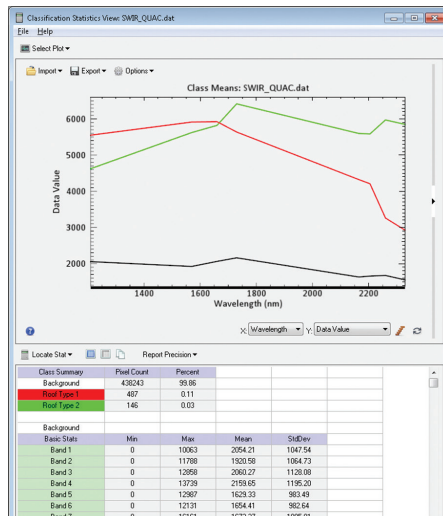 Classification Statistics View: SWIR_QUAC.dat
File Help
Select Plot
Import Export Options
Class Means: SWIR_QUAC.dat
6000
5000
4000
3000
2000
Data Value
1400 1600 1800 2000 2200
Wavelength (nm)
X: Wavelength Y: Data Value
Locate Stat Report Precision
Class Summary Pixel Count Percent
Background 438243 99.86
Roof Type 1 487 0.11
Roof Type 2 146 0.03
Background
Basic Stats Min Max Mean StdDev
Band 1 0 10063 2054.21 1047.54
Band 2 0 11788 1920.58 1064.73
Band 3 0 12858 2060.27 1128.08
Band 4 0 13739 2159.65 1195.20
Band 5 0 12987 1629.33 983.49
Band 6 0 12131 1654.41 982.64